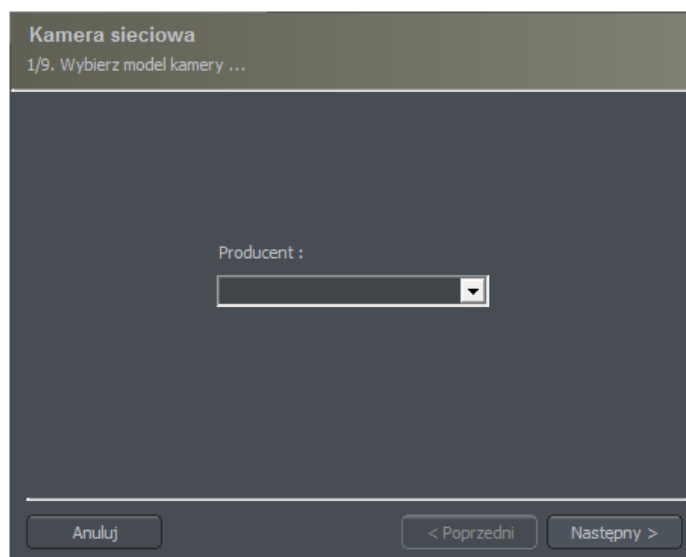 Kamera sieciowa
1/9. Wybierz model kamery ...
Producent :
Anuluj
< Poprzedni
Następny >